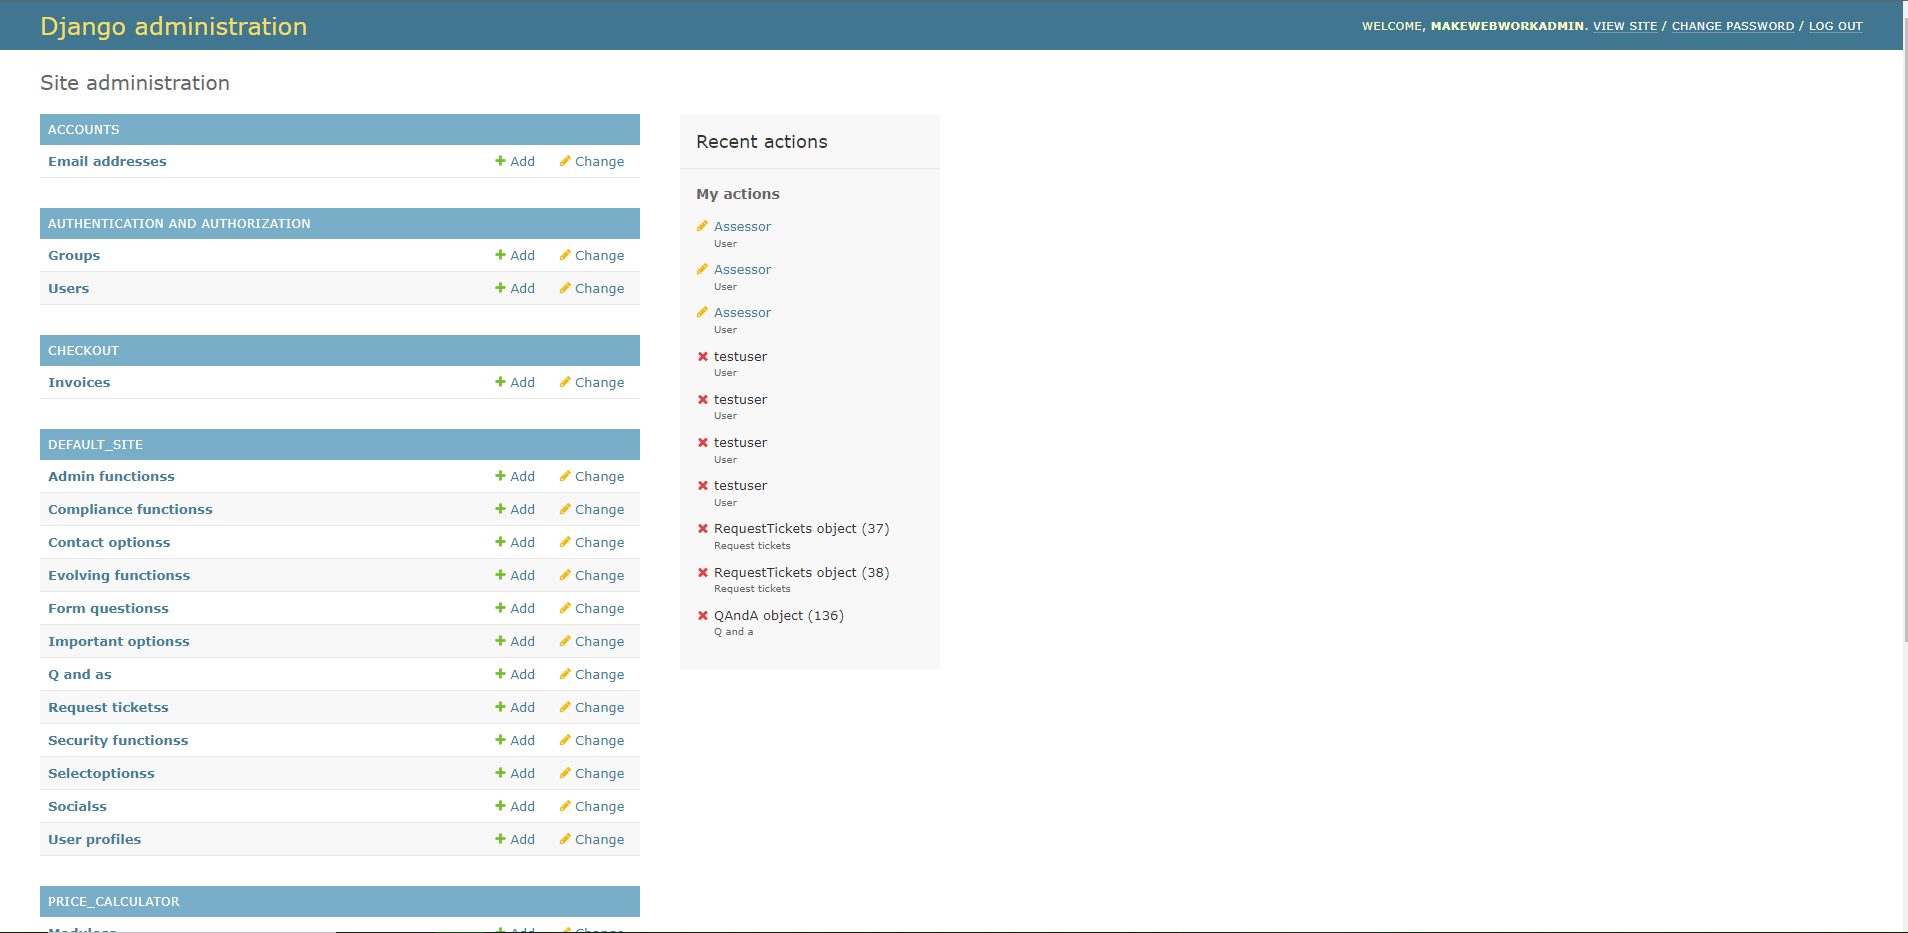 Django administration
WELCOME, MAKEWEBWORKADMIN. VIEW SITE / CHANGE PASSWORD / LOG OUT
Site administration
ACCOUNTS
Email addresses Add Change
AUTHENTICATION AND AUTHORIZATION
Groups Add Change
Users Add Change
CHECKOUT
Invoices Add Change
DEFAULT_SITE
Admin functionss Add Change
Compliance functionss Add Change
Contact optionss Add Change
Evolving functionss Add Change
Form questionss Add Change
Important optionss Add Change
Q and as Add Change
Request ticketss Add Change
Security functionss Add Change
Selectoptionss Add Change
Socialss Add Change
User profiles Add Change
PRICE_CALCULATOR
Add Change
Recent actions
My actions
Assessor
User
Assessor
User
Assessor
User
testuser
User
testuser
User
testuser
User
testuser
User
RequestTickets object (37)
Request tickets
RequestTickets object (38)
Request tickets
QAndA object (136)
Q and a